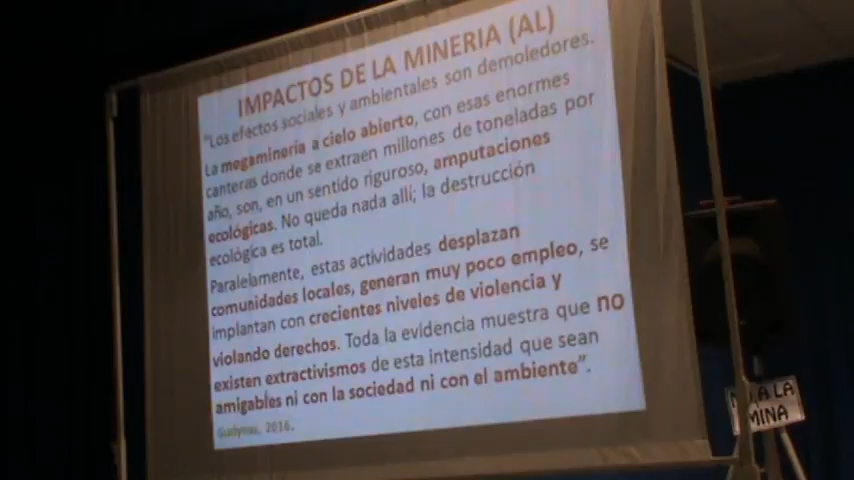 IMPACTOS DE LA MINERIA (AL)
"Los efectos sociales y ambientales son demoledores.
La megaminería a cielo abierto, con esas enormes
canteras donde se extraen millones de toneladas por
año, son, en un sentido riguroso, amputaciones
ecológicas. No queda nada allí; la destrucción
ecológica es total.
Paralelamente, estas actividades desplazan
comunidades locales, generan muy poco empleo, se
implantan con crecientes niveles de violencia y
violando derechos. Toda la evidencia muestra que no
existen extractivismos de esta intensidad que sean
amigables ni con la sociedad ni con el ambiente".
Gudynas, 2016.
NO A LA
MINA